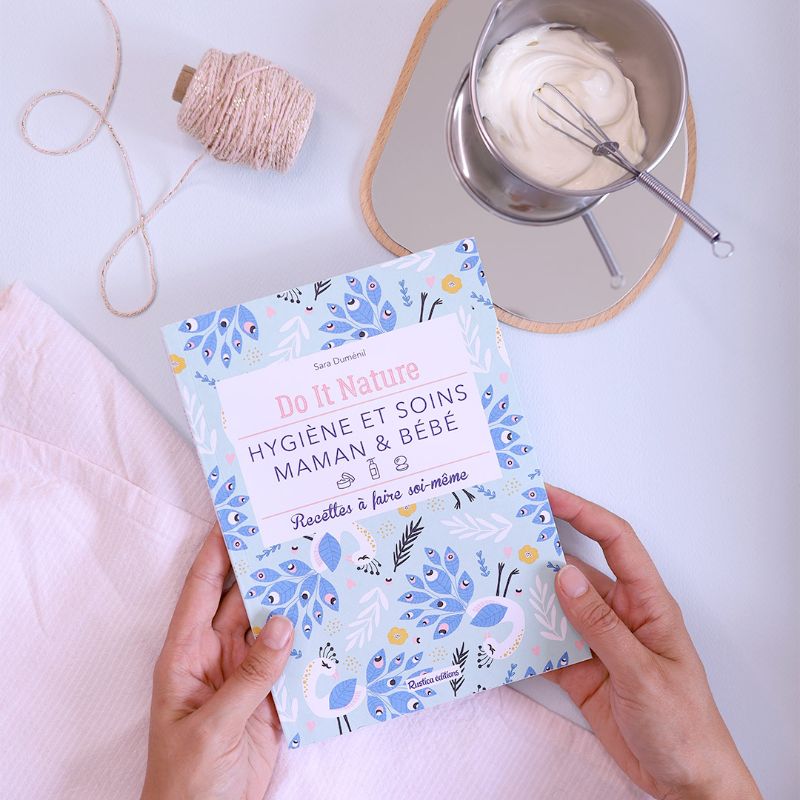 Sara Duménil
Do It Nature
HYGIÈNE ET SOINS
MAMAN & BÉBÉ
Recettes à faire soi-même
Rustica éditions